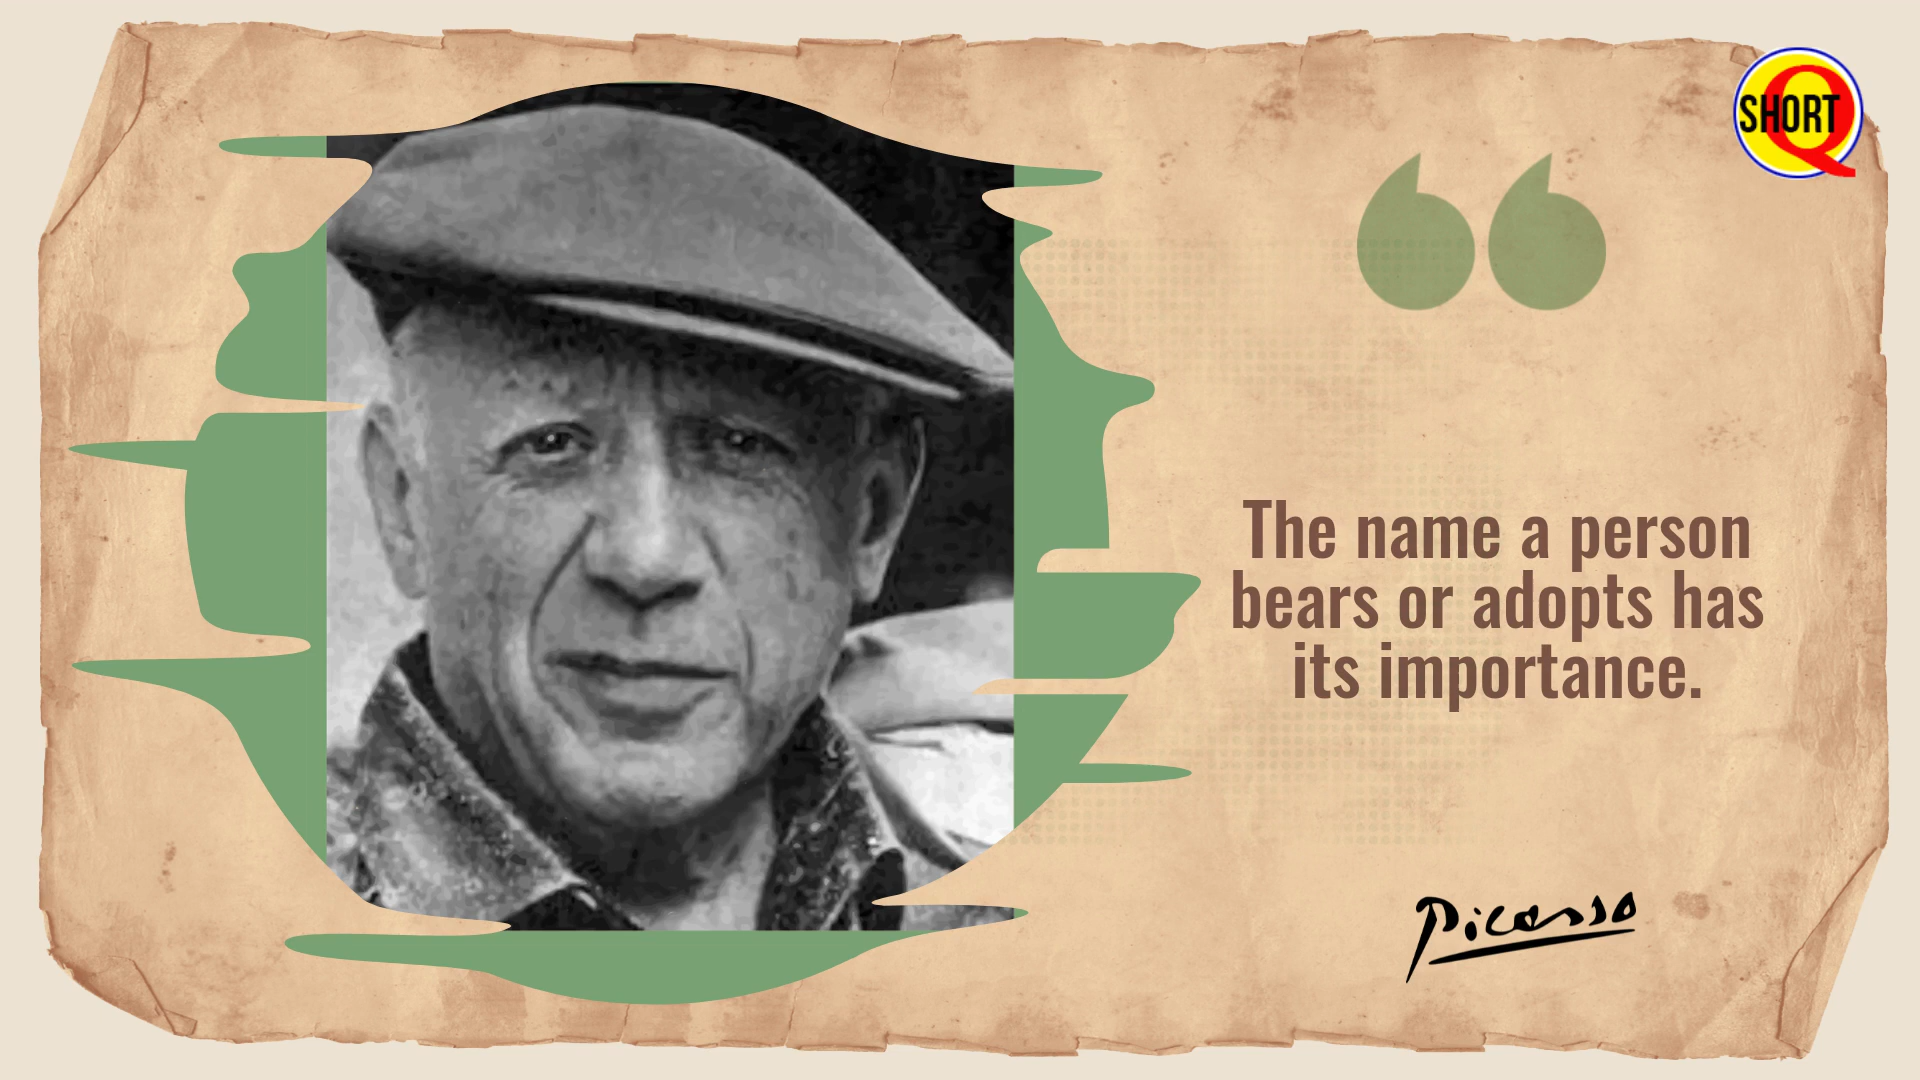 SHORT
Q
The name a person
bears or adopts has
its importance.
Picasso